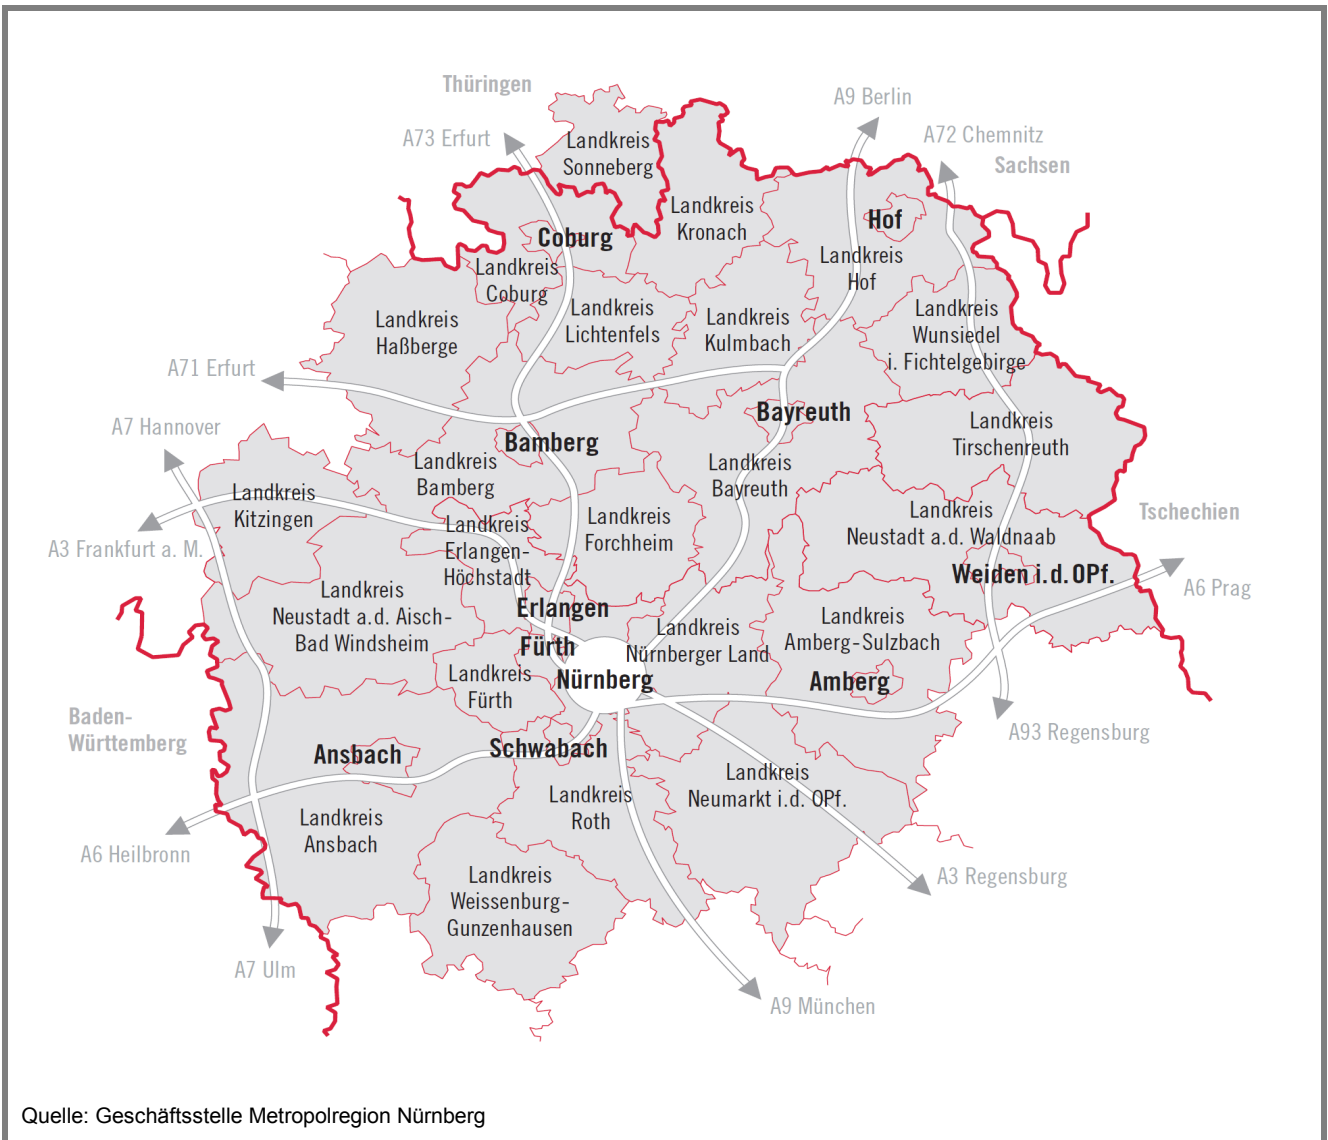 Thüringen
A9 Berlin
A73 Erfurt
A72 Chemnitz
Sachsen
Landkreis
Sonneberg
Landkreis
Kronach
Hof
Coburg
Landkreis
Hof
Landkreis
Coburg
Landkreis
Lichtenfels
Landkreis
Kulmbach
Landkreis
Wunsiedel
i. Fichtelgebirge
Landkreis
Haßberge
A71 Erfurt
A7 Hannover
Bayreuth
Bamberg
Landkreis
Tirschenreuth
Landkreis
Bamberg
Landkreis
Bayreuth
Landkreis
Kitzingen
Landkreis
Erlangen-
Höchstadt
Landkreis
Forchheim
Landkreis
Neustadt a.d. Waldnaab
Tschechien
A3 Frankfurt a. M.
Weiden i.d.OPf.
A6 Prag
Landkreis
Neustadt a.d. Aisch-
Bad Windsheim
Erlangen
Fürth
Nürnberg
Landkreis
Nürnberger Land
Landkreis
Amberg-Sulzbach
Amberg
Landkreis
Fürth
Baden-
Württemberg
A93 Regensburg
Ansbach
Schwabach
Landkreis
Neumarkt i.d. OPf.
Landkreis
Roth
Landkreis
Ansbach
A6 Heilbronn
Landkreis
Weissenburg-
Gunzenhausen
A3 Regensburg
A7 Ulm
A9 München
Quelle: Geschäftsstelle Metropolregion Nürnberg